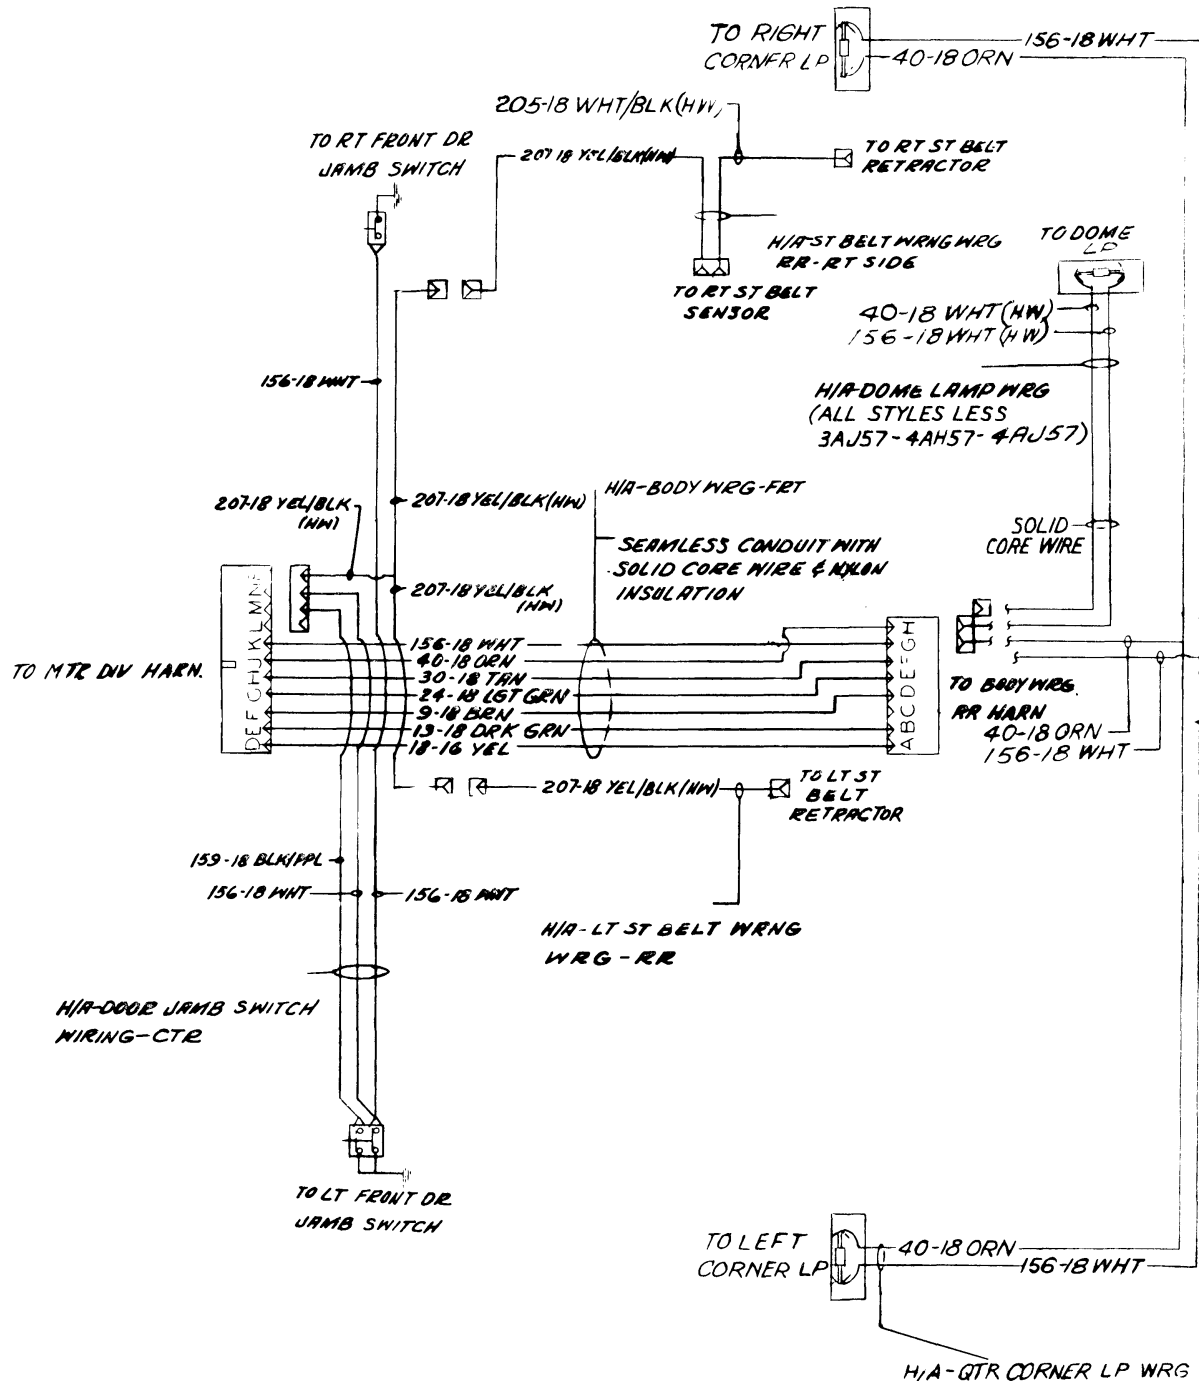 TO RIGHT
CORNER LP
156-18 WHT
40-18 ORN
205-18 WHT/BLK (HW)
TO RT FRONT DR
JAMB SWITCH
207-18 YEL/BLK (HW)
TO RT ST BELT
RETRACTOR
H/A-ST BELT WRNG WRG
RR-RT SIDE
TO RT ST BELT
SENSOR
TO DOME
LP
40-18 WHT (HW)
156-18 WHT (HW)
156-18 WHT
H/A-DOME LAMP WRG
(ALL STYLES LESS
3AJ57-4AH57-4AJ57)
207-18 YEL/BLK
(HW)
207-18 YEL/BLK (HW)
H/A-BODY WRG-FRT
SEAMLESS CONDUIT WITH
SOLID CORE WIRE & NYLON
INSULATION
SOLID
CORE WIRE
207-18 YEL/BLK
(HW)
TO MTR DIV HARN.
D E F G H J K L M N P
156-18 WHT
40-18 ORN
30-18 TAN
24-18 LGT GRN
9-18 BRN
19-18 DRK GRN
18-16 YEL
A B C D E F G H
TO BODY WRG
RR HARN
40-18 ORN
156-18 WHT
207-18 YEL/BLK (HW)
TO LT ST
BELT
RETRACTOR
159-18 BLK/PPL
156-18 WHT
156-18 WHT
H/A-LT ST BELT WRNG
WRG-RR
H/A-DOOR JAMB SWITCH
WIRING-CTR
TO LT FRONT DR
JAMB SWITCH
TO LEFT
CORNER LP
40-18 ORN
156-18 WHT
H/A-QTR CORNER LP WRG